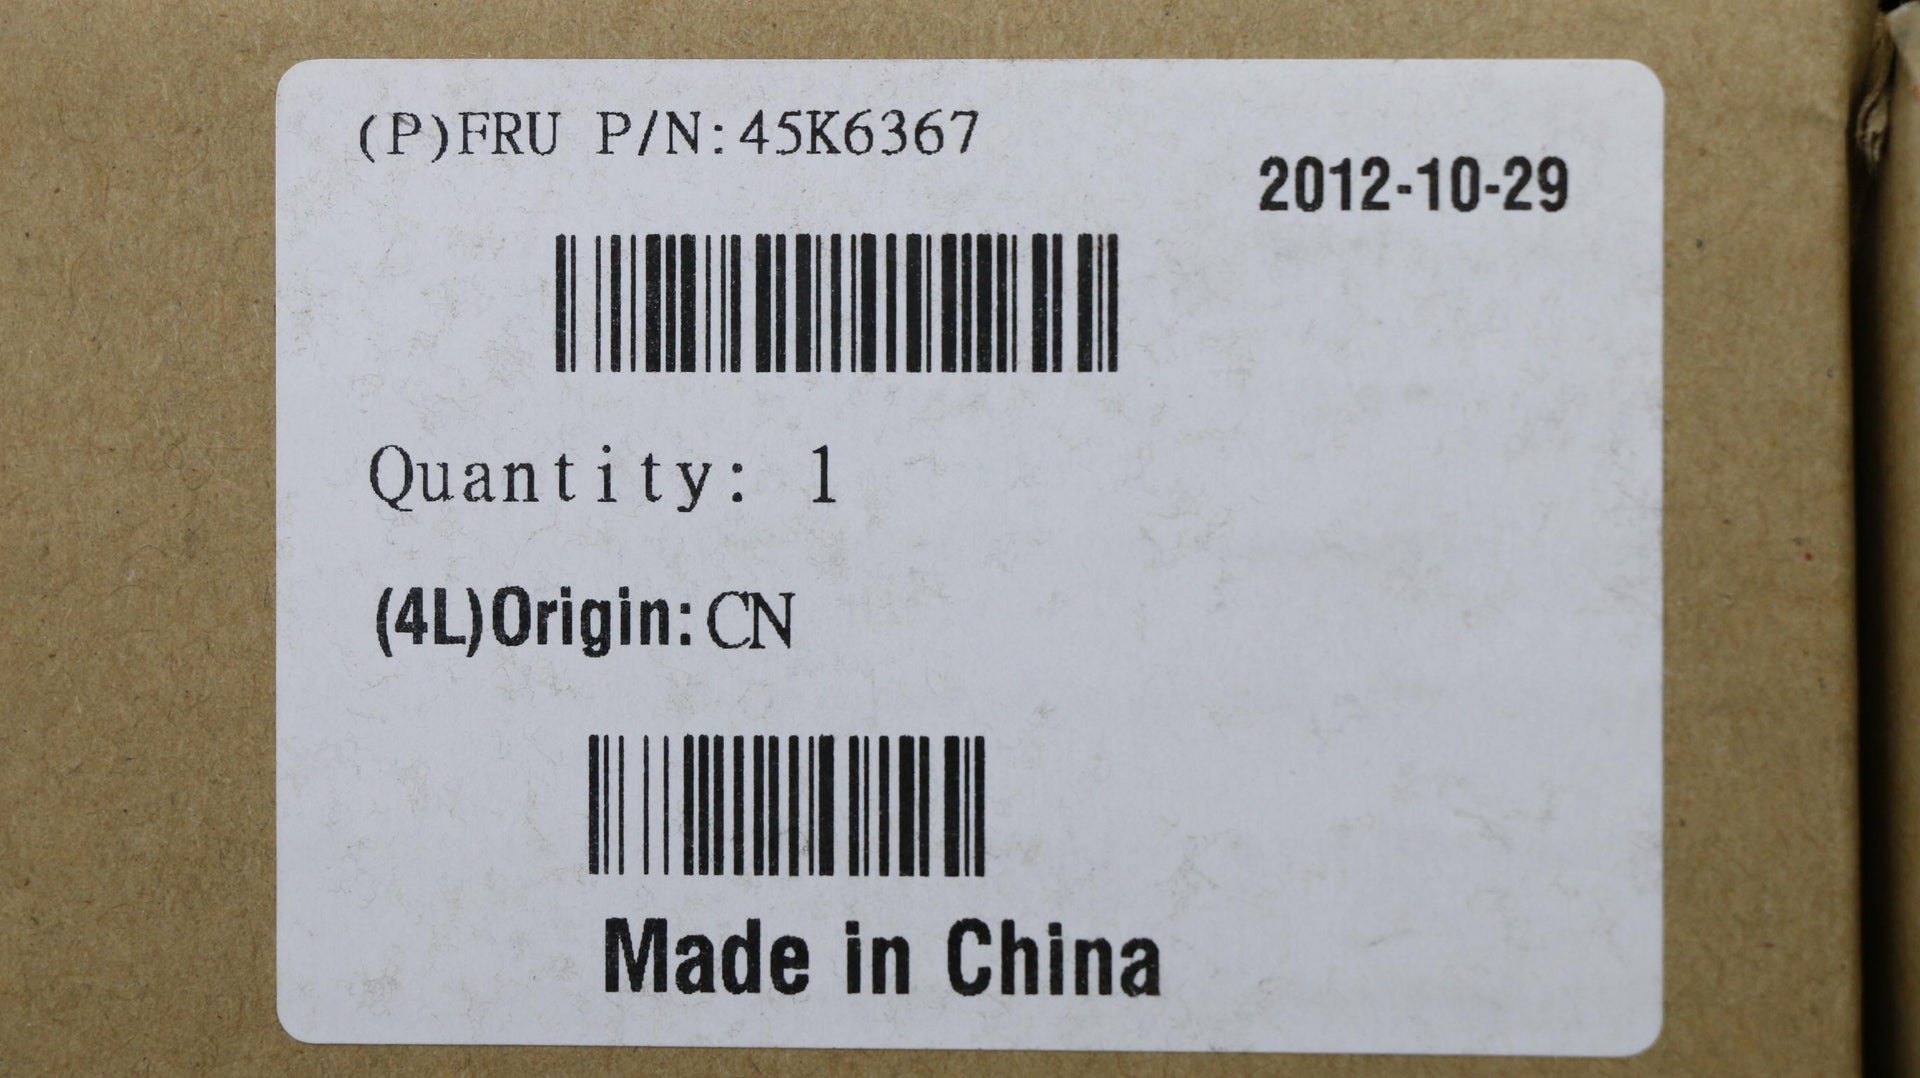 (P)FRU P/N:45K6367
2012-10-29
Quantity: 1
(4L)Origin:CN
Made in China